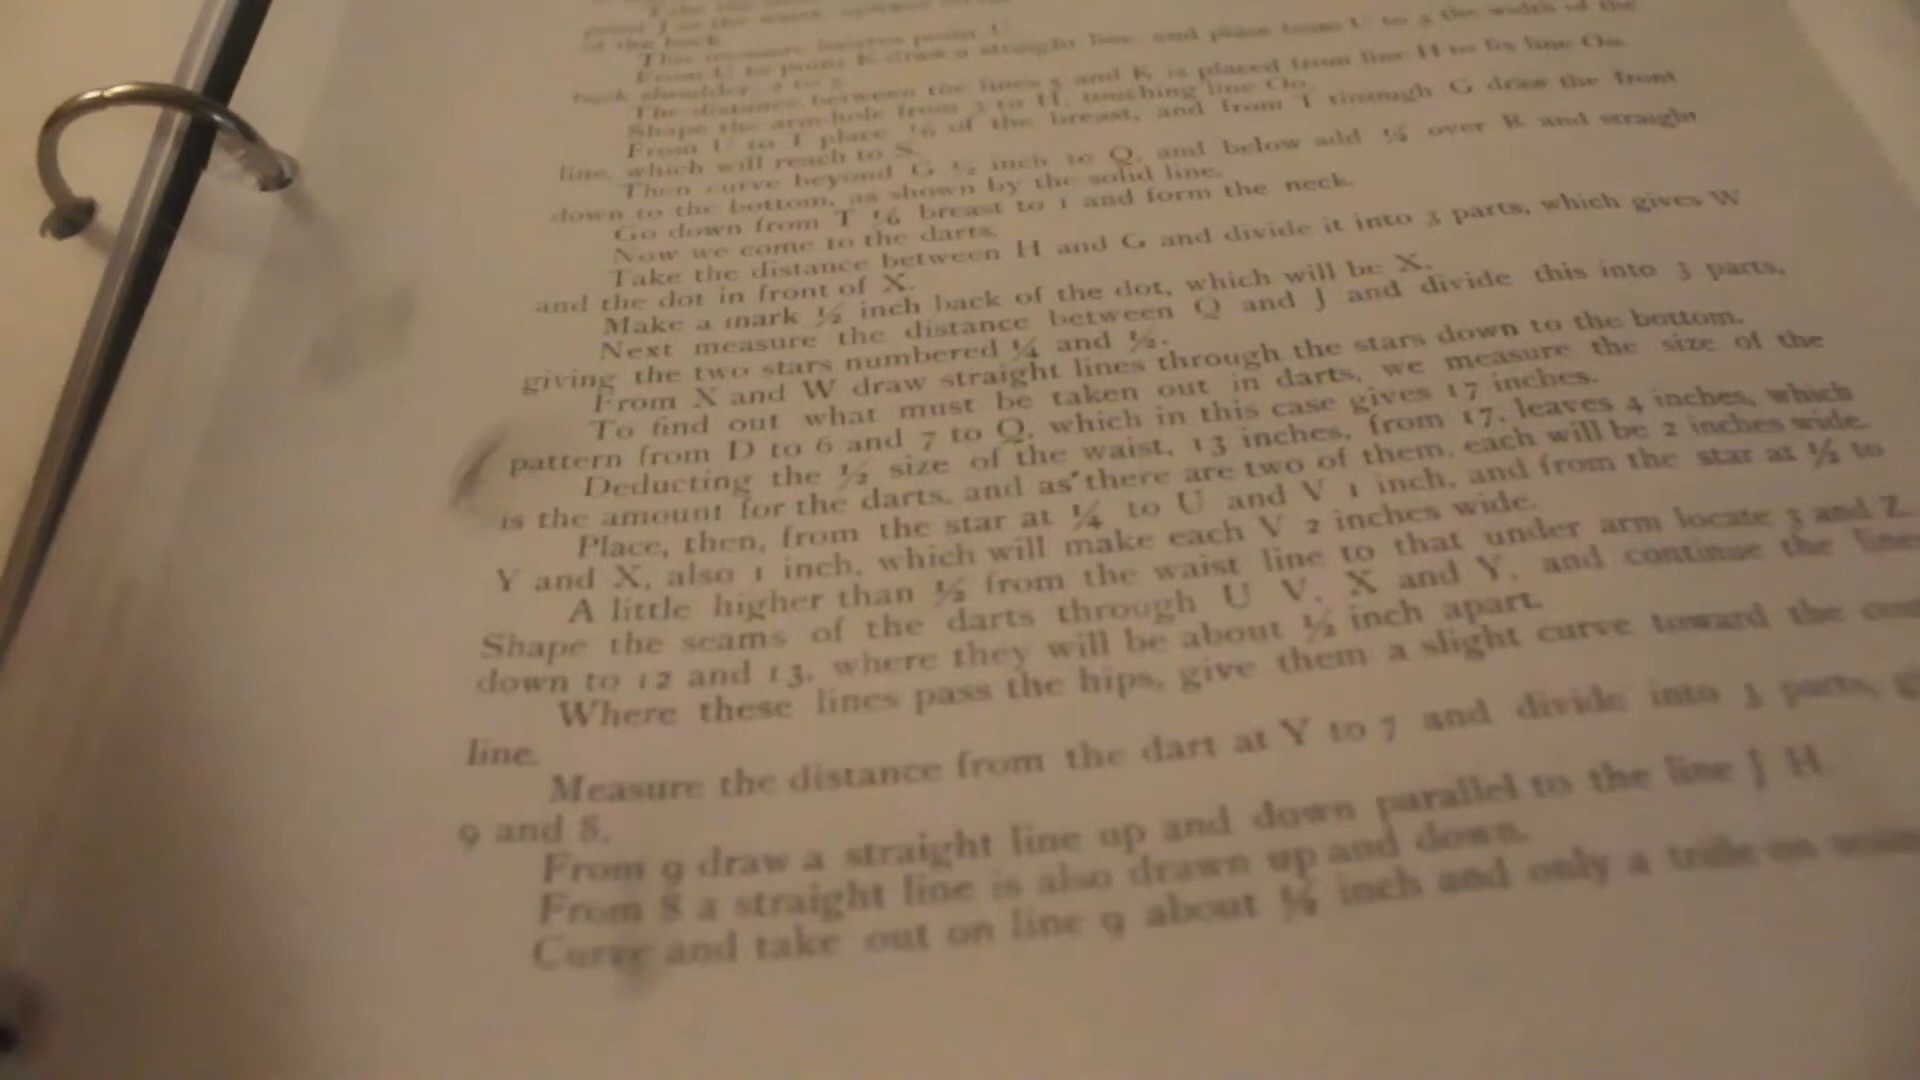 of the back
This measure locates point U
From U to point K draw a straight line, and place from U to 3 the width of the
back shoulder, 2 to 5
The distance between the lines 3 and K is placed from line H to fix line Oo.
Shape the arm-hole from 3 to H, touching line Oo.
From U to T place 1/6 of the breast, and from T through G draw the front
line, which will reach to S.
Then curve beyond G ½ inch to Q, and below add over R and straight
down to the bottom, as shown by the solid line.
Go down from T 1/6 breast to 1 and form the neck.
Now we come to the darts.
Take the distance between H and G and divide it into 3 parts, which gives W
and the dot in front of X.
Make a mark ½ inch back of the dot, which will be X.
Next measure the distance between Q and J and divide this into 3 parts,
giving the two stars numbered ¼ and ½.
From X and W draw straight lines through the stars down to the bottom.
To find out what must be taken out in darts, we measure the size of the
pattern from D to 6 and 7 to Q, which in this case gives 17 inches.
Deducting the ½ size of the waist, 13 inches, from 17, leaves 4 inches, which
is the amount for the darts, and as there are two of them, each will be 2 inches wide.
Place, then, from the star at ¼ to U and V 1 inch, and from the star at ½ to
Y and X, also 1 inch, which will make each V 2 inches wide.
A little higher than ½ from the waist line to that under arm locate 3 and Z.
Shape the seams of the darts through U V, X and Y, and continue the lines
down to 12 and 13, where they will be about ½ inch apart.
Where these lines pass the hips, give them a slight curve toward the
line.
Measure the distance from the dart at Y to 7 and divide into 3 parts,
9 and 8.
From 9 draw a straight line up and down parallel to the line J H.
From 8 a straight line is also drawn up and down.
Curve and take out on line 9 about inch and only a trifle on